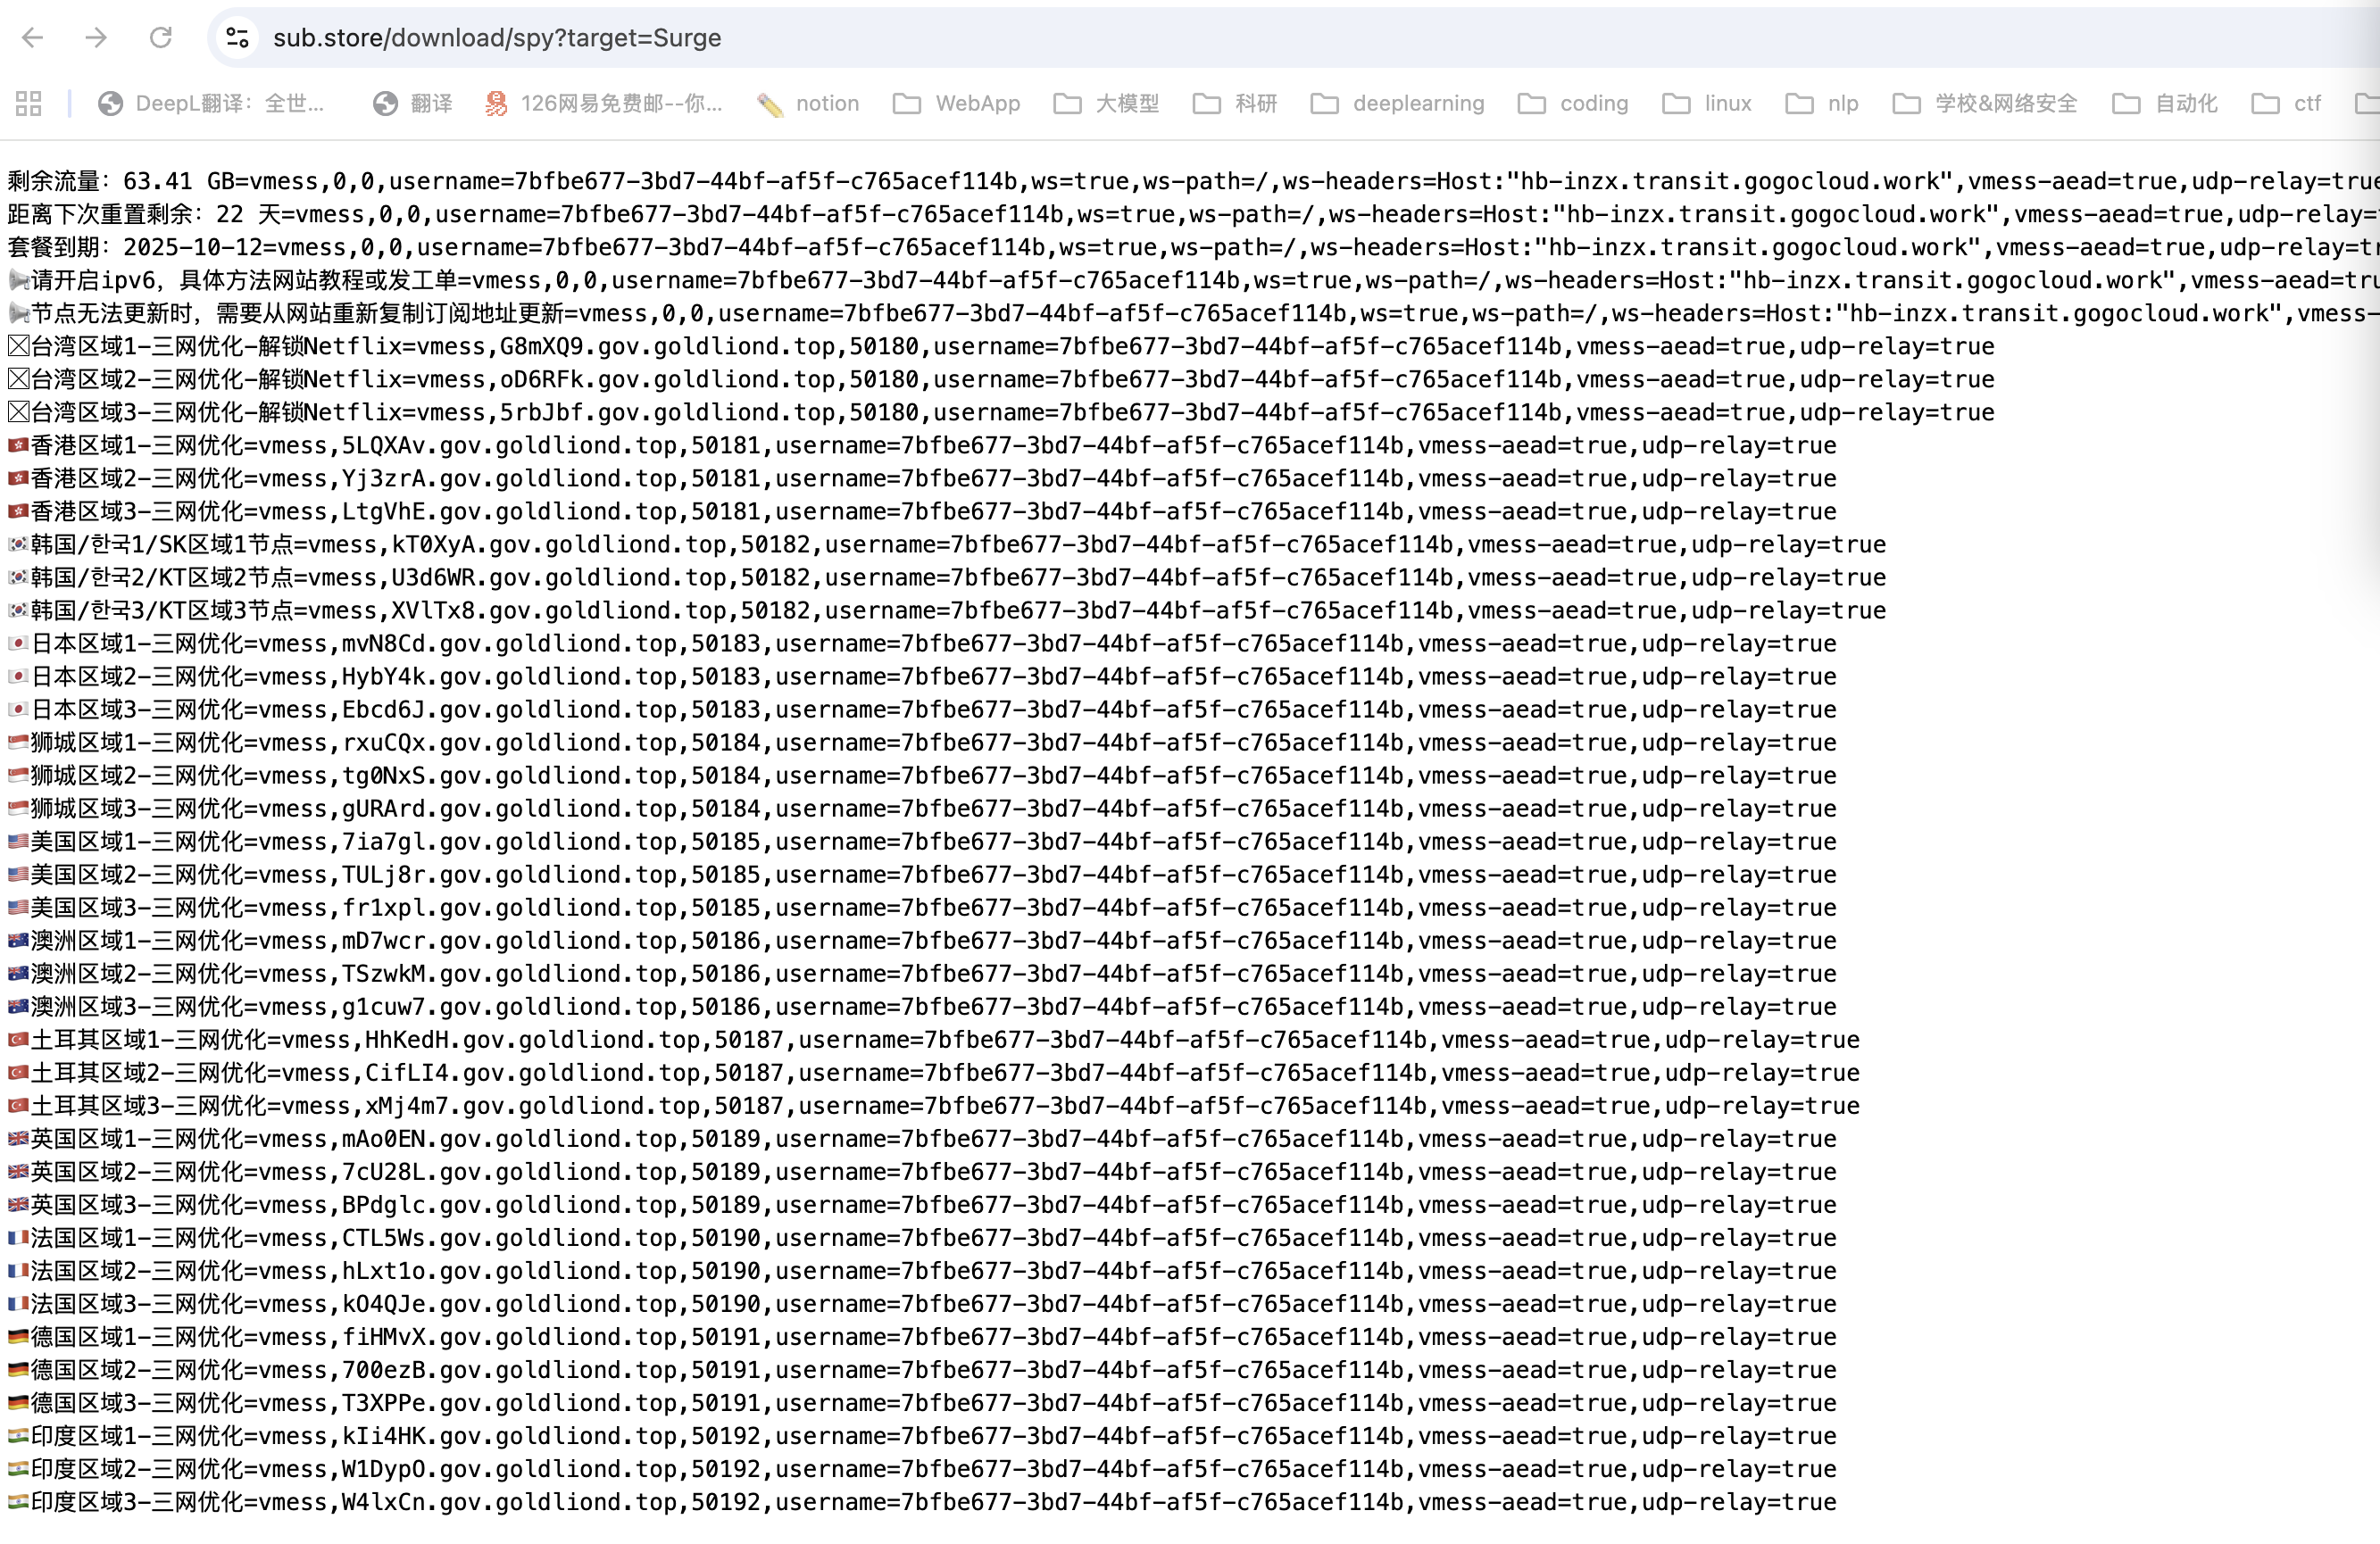 sub.store/download/spy?target=Surge
DeepL翻译：全世... 翻译 126网易免费邮--你... notion WebApp 大模型 科研 deeplearning coding linux nlp 学校&网络安全 自动化 ctf
剩余流量：63.41 GB=vmess,0,0,username=7bfbe677-3bd7-44bf-af5f-c765acef114b,ws=true,ws-path=/,ws-headers=Host:"hb-inzx.transit.gogocloud.work",vmess-aead=true,udp-relay=true
距离下次重置剩余：22 天=vmess,0,0,username=7bfbe677-3bd7-44bf-af5f-c765acef114b,ws=true,ws-path=/,ws-headers=Host:"hb-inzx.transit.gogocloud.work",vmess-aead=true,udp-relay=
套餐到期：2025-10-12=vmess,0,0,username=7bfbe677-3bd7-44bf-af5f-c765acef114b,ws=true,ws-path=/,ws-headers=Host:"hb-inzx.transit.gogocloud.work",vmess-aead=true,udp-relay=tr
📢请开启ipv6，具体方法网站教程或发工单=vmess,0,0,username=7bfbe677-3bd7-44bf-af5f-c765acef114b,ws=true,ws-path=/,ws-headers=Host:"hb-inzx.transit.gogocloud.work",vmess-aead=tru
📢节点无法更新时，需要从网站重新复制订阅地址更新=vmess,0,0,username=7bfbe677-3bd7-44bf-af5f-c765acef114b,ws=true,ws-path=/,ws-headers=Host:"hb-inzx.transit.gogocloud.work",vmess-
台湾区域1-三网优化-解锁Netflix=vmess,G8mXQ9.gov.goldliond.top,50180,username=7bfbe677-3bd7-44bf-af5f-c765acef114b,vmess-aead=true,udp-relay=true
台湾区域2-三网优化-解锁Netflix=vmess,oD6RFk.gov.goldliond.top,50180,username=7bfbe677-3bd7-44bf-af5f-c765acef114b,vmess-aead=true,udp-relay=true
台湾区域3-三网优化-解锁Netflix=vmess,5rbJbf.gov.goldliond.top,50180,username=7bfbe677-3bd7-44bf-af5f-c765acef114b,vmess-aead=true,udp-relay=true
🇭🇰香港区域1-三网优化=vmess,5LQXAv.gov.goldliond.top,50181,username=7bfbe677-3bd7-44bf-af5f-c765acef114b,vmess-aead=true,udp-relay=true
🇭🇰香港区域2-三网优化=vmess,Yj3zrA.gov.goldliond.top,50181,username=7bfbe677-3bd7-44bf-af5f-c765acef114b,vmess-aead=true,udp-relay=true
🇭🇰香港区域3-三网优化=vmess,LtgVhE.gov.goldliond.top,50181,username=7bfbe677-3bd7-44bf-af5f-c765acef114b,vmess-aead=true,udp-relay=true
🇰🇷韩国/한국1/SK区域1节点=vmess,kT0XyA.gov.goldliond.top,50182,username=7bfbe677-3bd7-44bf-af5f-c765acef114b,vmess-aead=true,udp-relay=true
🇰🇷韩国/한국2/KT区域2节点=vmess,U3d6WR.gov.goldliond.top,50182,username=7bfbe677-3bd7-44bf-af5f-c765acef114b,vmess-aead=true,udp-relay=true
🇰🇷韩国/한국3/KT区域3节点=vmess,XVlTx8.gov.goldliond.top,50182,username=7bfbe677-3bd7-44bf-af5f-c765acef114b,vmess-aead=true,udp-relay=true
🇯🇵日本区域1-三网优化=vmess,mvN8Cd.gov.goldliond.top,50183,username=7bfbe677-3bd7-44bf-af5f-c765acef114b,vmess-aead=true,udp-relay=true
🇯🇵日本区域2-三网优化=vmess,HybY4k.gov.goldliond.top,50183,username=7bfbe677-3bd7-44bf-af5f-c765acef114b,vmess-aead=true,udp-relay=true
🇯🇵日本区域3-三网优化=vmess,Ebcd6J.gov.goldliond.top,50183,username=7bfbe677-3bd7-44bf-af5f-c765acef114b,vmess-aead=true,udp-relay=true
🇸🇬狮城区域1-三网优化=vmess,rxuCQx.gov.goldliond.top,50184,username=7bfbe677-3bd7-44bf-af5f-c765acef114b,vmess-aead=true,udp-relay=true
🇸🇬狮城区域2-三网优化=vmess,tg0NxS.gov.goldliond.top,50184,username=7bfbe677-3bd7-44bf-af5f-c765acef114b,vmess-aead=true,udp-relay=true
🇸🇬狮城区域3-三网优化=vmess,gURArd.gov.goldliond.top,50184,username=7bfbe677-3bd7-44bf-af5f-c765acef114b,vmess-aead=true,udp-relay=true
🇺🇸美国区域1-三网优化=vmess,7ia7gl.gov.goldliond.top,50185,username=7bfbe677-3bd7-44bf-af5f-c765acef114b,vmess-aead=true,udp-relay=true
🇺🇸美国区域2-三网优化=vmess,TULj8r.gov.goldliond.top,50185,username=7bfbe677-3bd7-44bf-af5f-c765acef114b,vmess-aead=true,udp-relay=true
🇺🇸美国区域3-三网优化=vmess,fr1xpl.gov.goldliond.top,50185,username=7bfbe677-3bd7-44bf-af5f-c765acef114b,vmess-aead=true,udp-relay=true
🇦🇺澳洲区域1-三网优化=vmess,mD7wcr.gov.goldliond.top,50186,username=7bfbe677-3bd7-44bf-af5f-c765acef114b,vmess-aead=true,udp-relay=true
🇦🇺澳洲区域2-三网优化=vmess,TSzwkM.gov.goldliond.top,50186,username=7bfbe677-3bd7-44bf-af5f-c765acef114b,vmess-aead=true,udp-relay=true
🇦🇺澳洲区域3-三网优化=vmess,g1cuw7.gov.goldliond.top,50186,username=7bfbe677-3bd7-44bf-af5f-c765acef114b,vmess-aead=true,udp-relay=true
🇹🇷土耳其区域1-三网优化=vmess,HhKedH.gov.goldliond.top,50187,username=7bfbe677-3bd7-44bf-af5f-c765acef114b,vmess-aead=true,udp-relay=true
🇹🇷土耳其区域2-三网优化=vmess,CifLI4.gov.goldliond.top,50187,username=7bfbe677-3bd7-44bf-af5f-c765acef114b,vmess-aead=true,udp-relay=true
🇹🇷土耳其区域3-三网优化=vmess,xMj4m7.gov.goldliond.top,50187,username=7bfbe677-3bd7-44bf-af5f-c765acef114b,vmess-aead=true,udp-relay=true
🇬🇧英国区域1-三网优化=vmess,mAo0EN.gov.goldliond.top,50189,username=7bfbe677-3bd7-44bf-af5f-c765acef114b,vmess-aead=true,udp-relay=true
🇬🇧英国区域2-三网优化=vmess,7cU28L.gov.goldliond.top,50189,username=7bfbe677-3bd7-44bf-af5f-c765acef114b,vmess-aead=true,udp-relay=true
🇬🇧英国区域3-三网优化=vmess,BPdglc.gov.goldliond.top,50189,username=7bfbe677-3bd7-44bf-af5f-c765acef114b,vmess-aead=true,udp-relay=true
🇫🇷法国区域1-三网优化=vmess,CTL5Ws.gov.goldliond.top,50190,username=7bfbe677-3bd7-44bf-af5f-c765acef114b,vmess-aead=true,udp-relay=true
🇫🇷法国区域2-三网优化=vmess,hLxt1o.gov.goldliond.top,50190,username=7bfbe677-3bd7-44bf-af5f-c765acef114b,vmess-aead=true,udp-relay=true
🇫🇷法国区域3-三网优化=vmess,kO4QJe.gov.goldliond.top,50190,username=7bfbe677-3bd7-44bf-af5f-c765acef114b,vmess-aead=true,udp-relay=true
🇩🇪德国区域1-三网优化=vmess,fiHMvX.gov.goldliond.top,50191,username=7bfbe677-3bd7-44bf-af5f-c765acef114b,vmess-aead=true,udp-relay=true
🇩🇪德国区域2-三网优化=vmess,700ezB.gov.goldliond.top,50191,username=7bfbe677-3bd7-44bf-af5f-c765acef114b,vmess-aead=true,udp-relay=true
🇩🇪德国区域3-三网优化=vmess,T3XPPe.gov.goldliond.top,50191,username=7bfbe677-3bd7-44bf-af5f-c765acef114b,vmess-aead=true,udp-relay=true
🇮🇳印度区域1-三网优化=vmess,kIi4HK.gov.goldliond.top,50192,username=7bfbe677-3bd7-44bf-af5f-c765acef114b,vmess-aead=true,udp-relay=true
🇮🇳印度区域2-三网优化=vmess,W1DypO.gov.goldliond.top,50192,username=7bfbe677-3bd7-44bf-af5f-c765acef114b,vmess-aead=true,udp-relay=true
🇮🇳印度区域3-三网优化=vmess,W4lxCn.gov.goldliond.top,50192,username=7bfbe677-3bd7-44bf-af5f-c765acef114b,vmess-aead=true,udp-relay=true